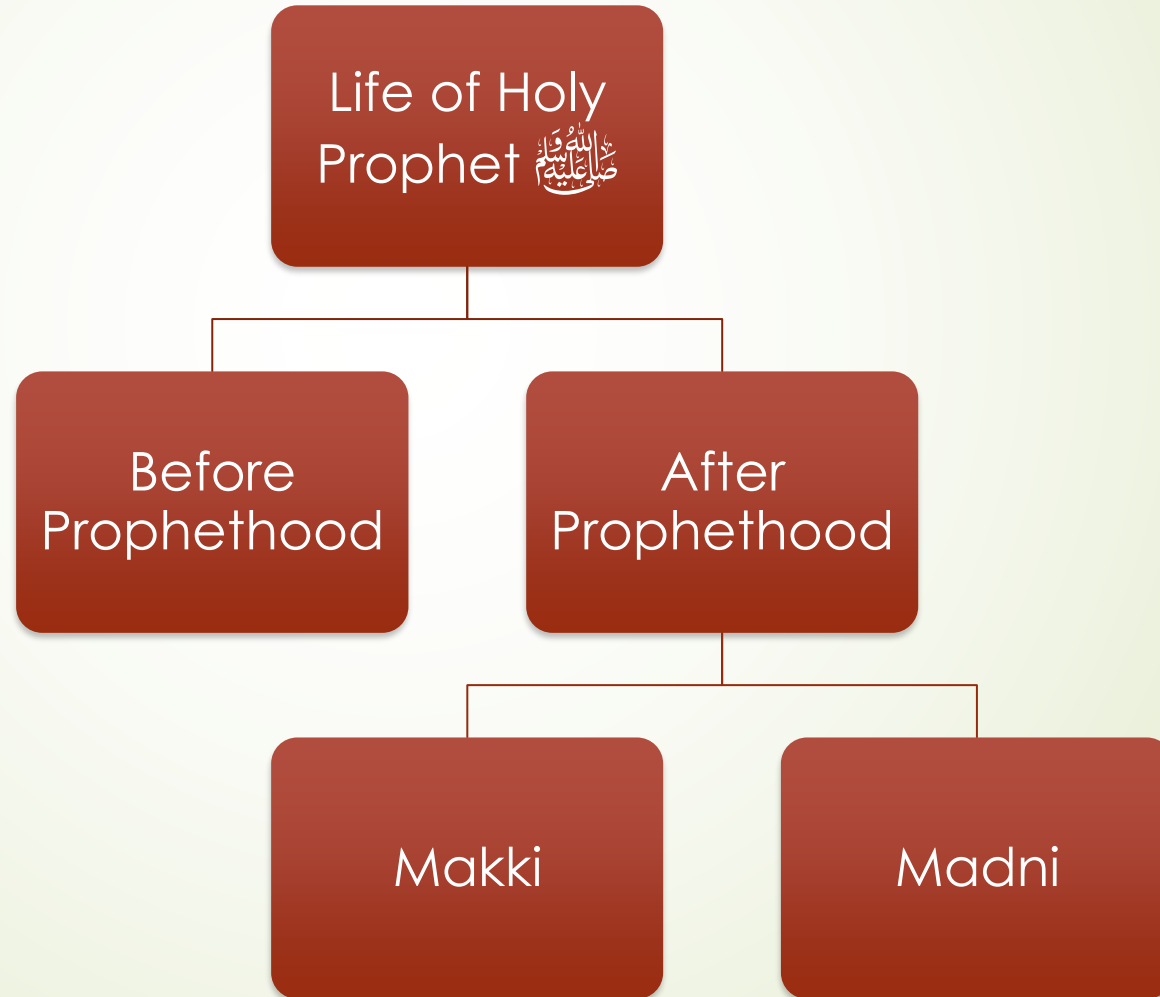 Life of Holy
Prophet ﷺ
Before
Prophethood
After
Prophethood
Makki
Madni